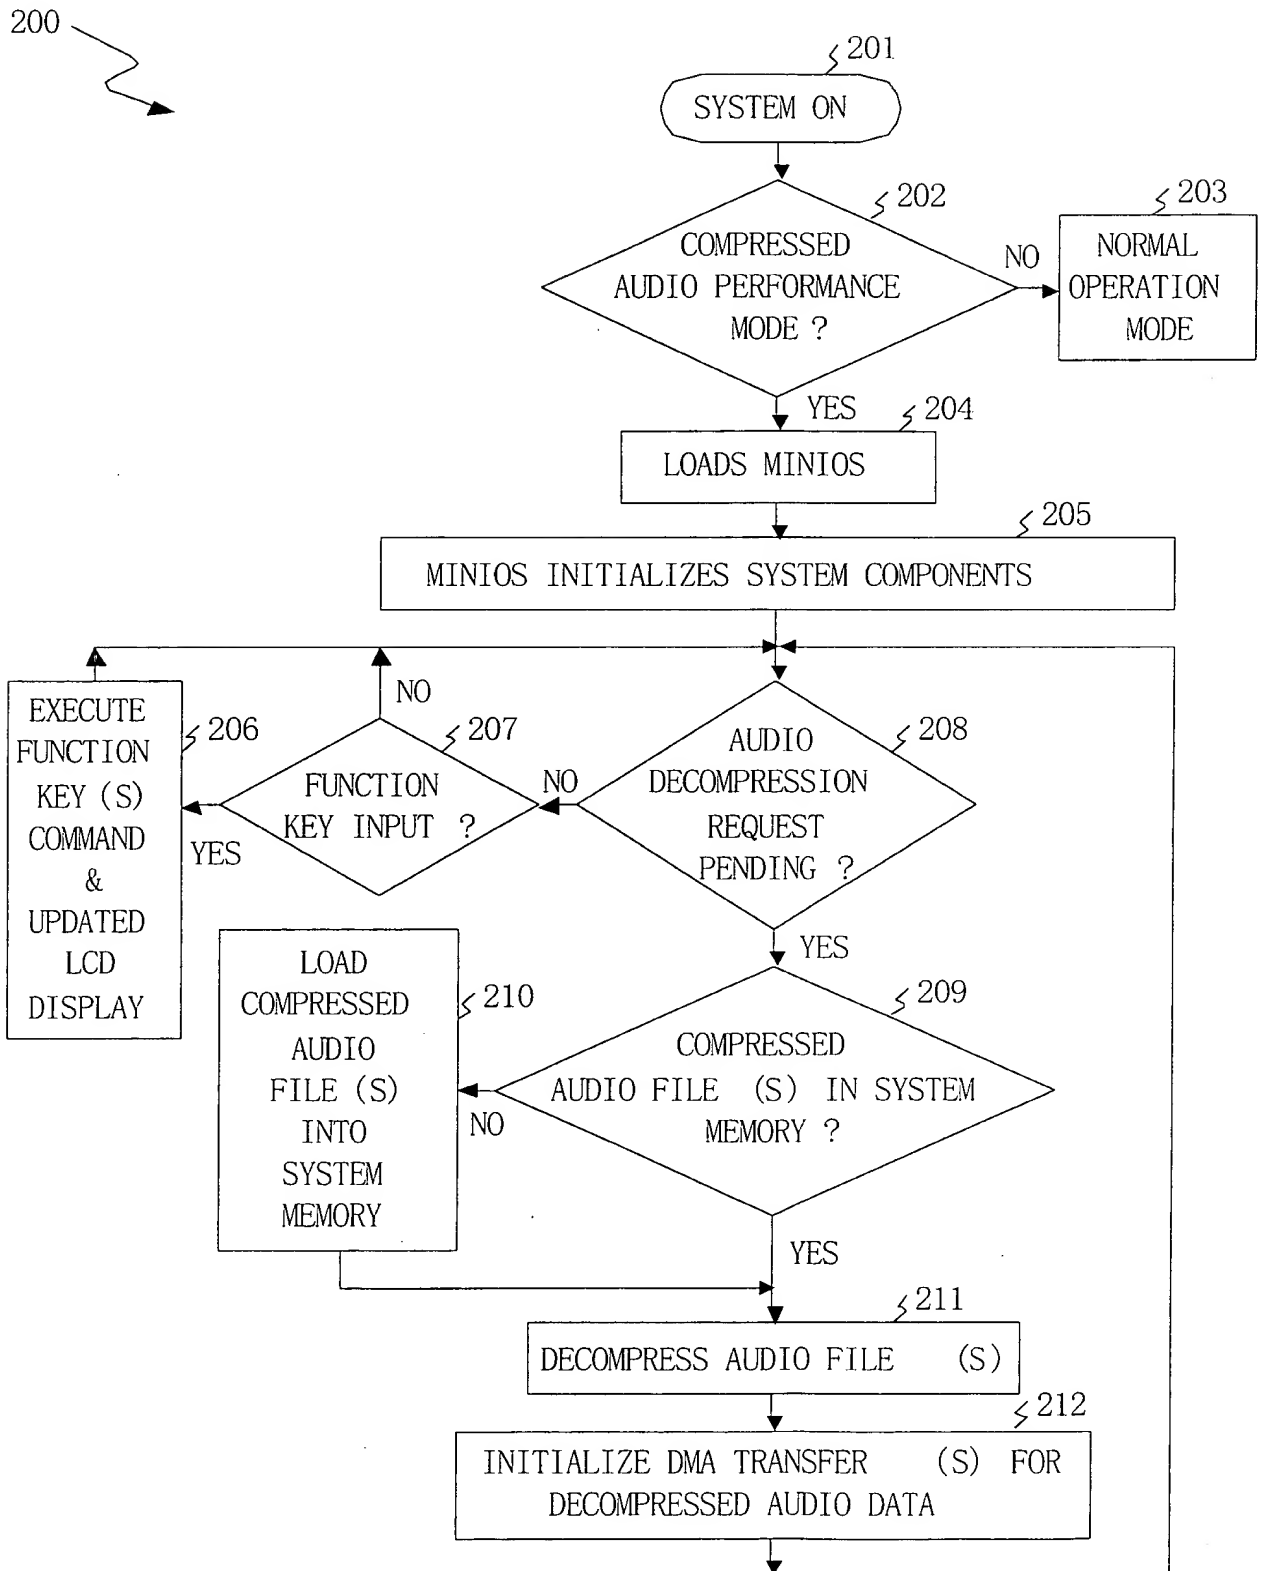 200
201
SYSTEM ON
202
COMPRESSED
AUDIO PERFORMANCE
MODE ?
NO
203
NORMAL
OPERATION
MODE
YES
204
LOADS MINIOS
205
MINIOS INITIALIZES SYSTEM COMPONENTS
EXECUTE
FUNCTION
KEY (S)
COMMAND
&
UPDATED
LCD
DISPLAY
206
YES
NO
207
FUNCTION
KEY INPUT ?
NO
208
AUDIO
DECOMPRESSION
REQUEST
PENDING ?
YES
209
COMPRESSED
AUDIO FILE (S) IN SYSTEM
MEMORY ?
NO
210
LOAD
COMPRESSED
AUDIO
FILE (S)
INTO
SYSTEM
MEMORY
YES
211
DECOMPRESS AUDIO FILE (S)
212
INITIALIZE DMA TRANSFER (S) FOR
DECOMPRESSED AUDIO DATA